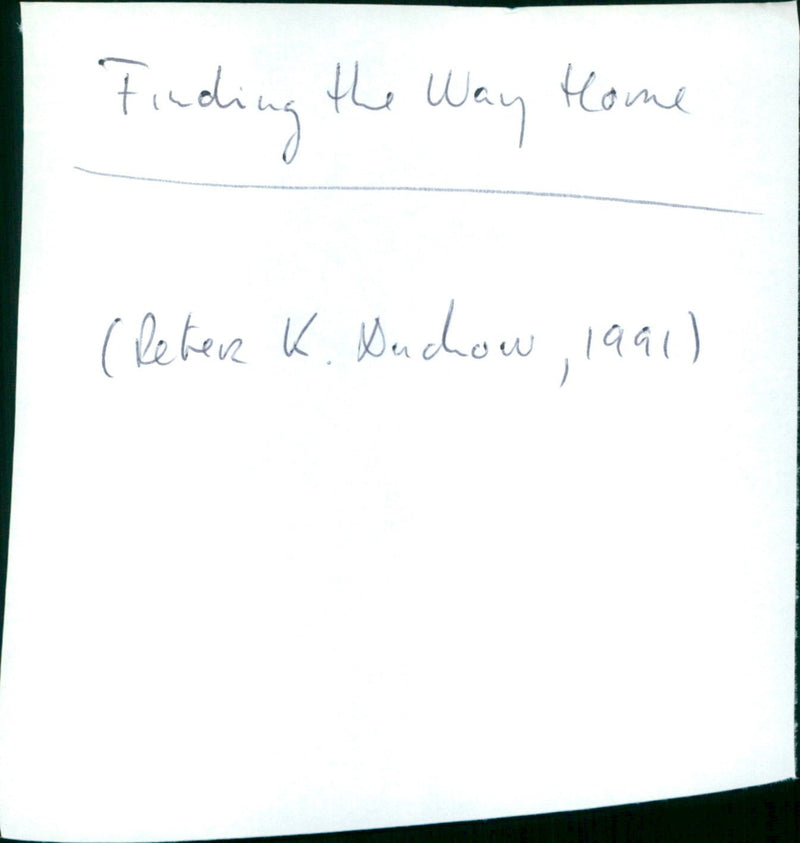 Finding the Way Home
(Peter K. Duchow, 1991)